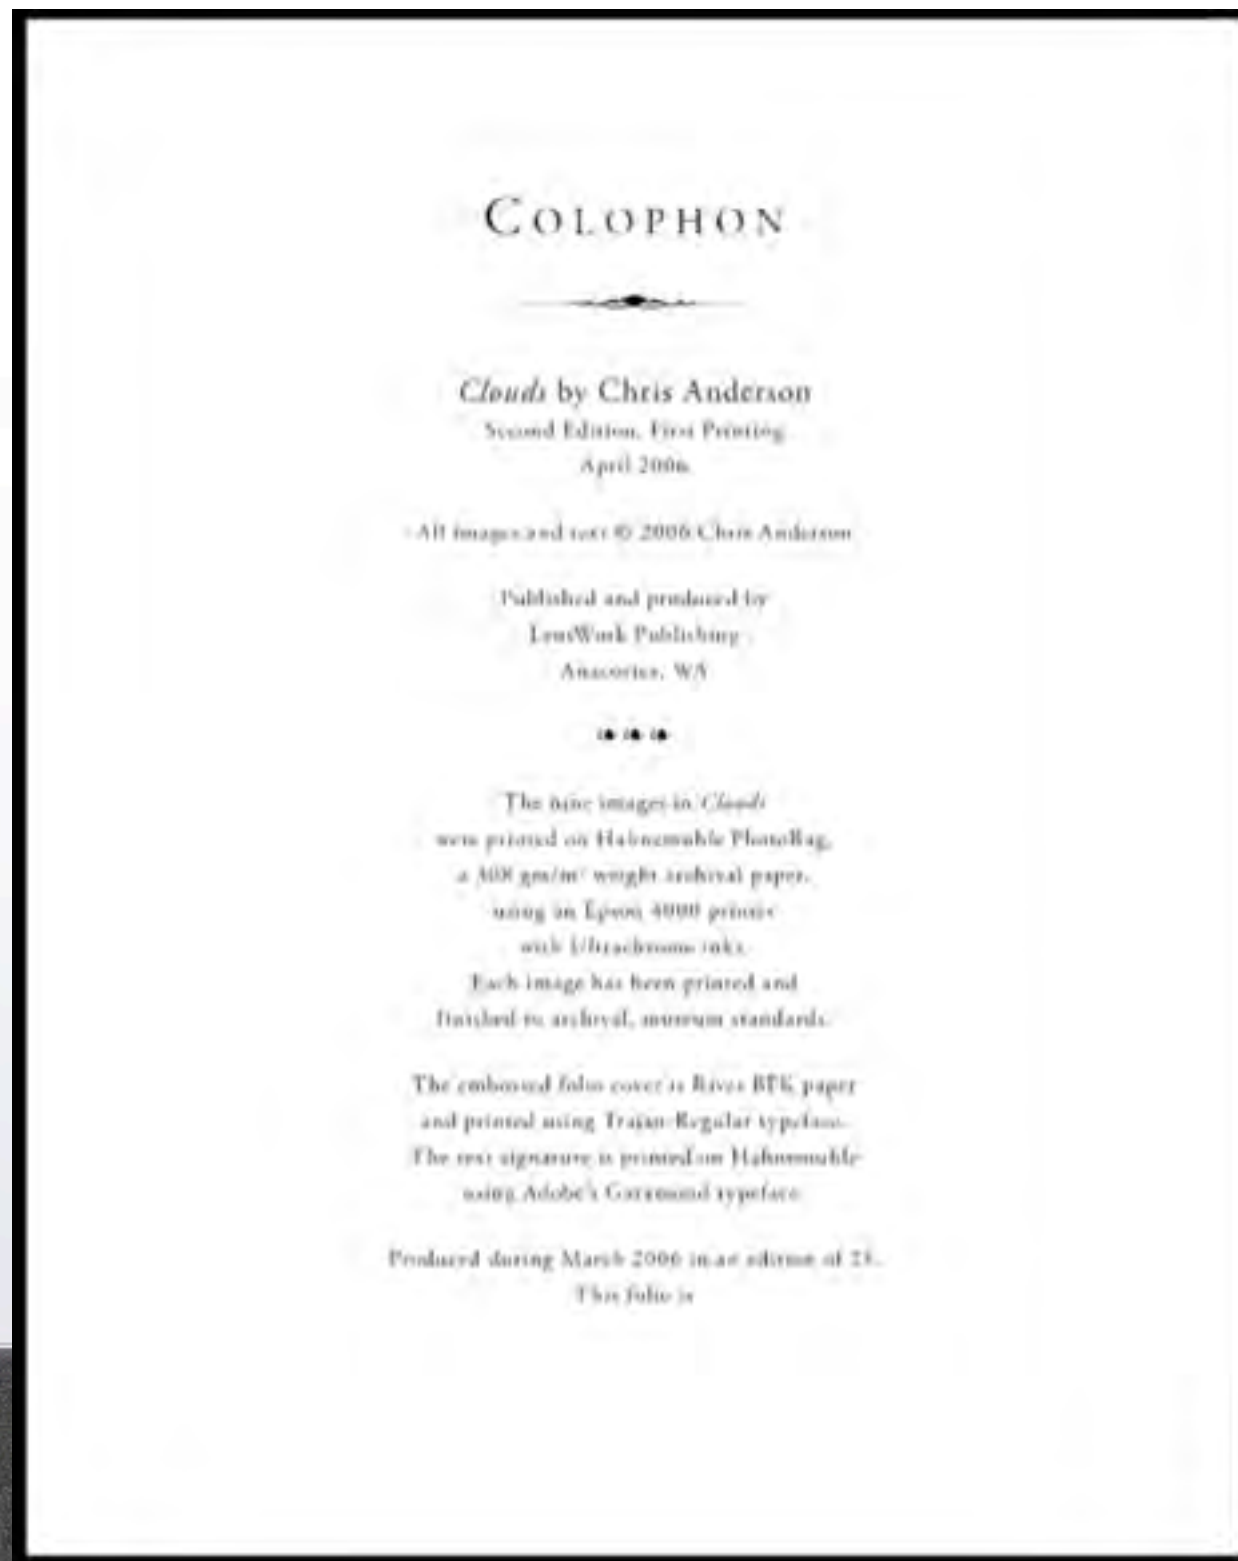 COLOPHON
Clouds by Chris Anderson
Second Edition, First Printing
April 2006
All images and text © 2006 Chris Anderson
Published and produced by
LensWork Publishing
Anacortes, WA
The nine images in Clouds
were printed on Hahnemuhle PhotoRag,
a 308 gm/m² weight archival paper,
using an Epson 4000 printer
with Ultrachrome inks.
Each image has been printed and
finished to archival, museum standards.
The embossed folio cover is Rives BFK paper
and printed using Trajan-Regular typeface.
The text signature is printed on Hahnemuhle
using Adobe's Garamond typeface.
Produced during March 2006 in an edition of
This folio is